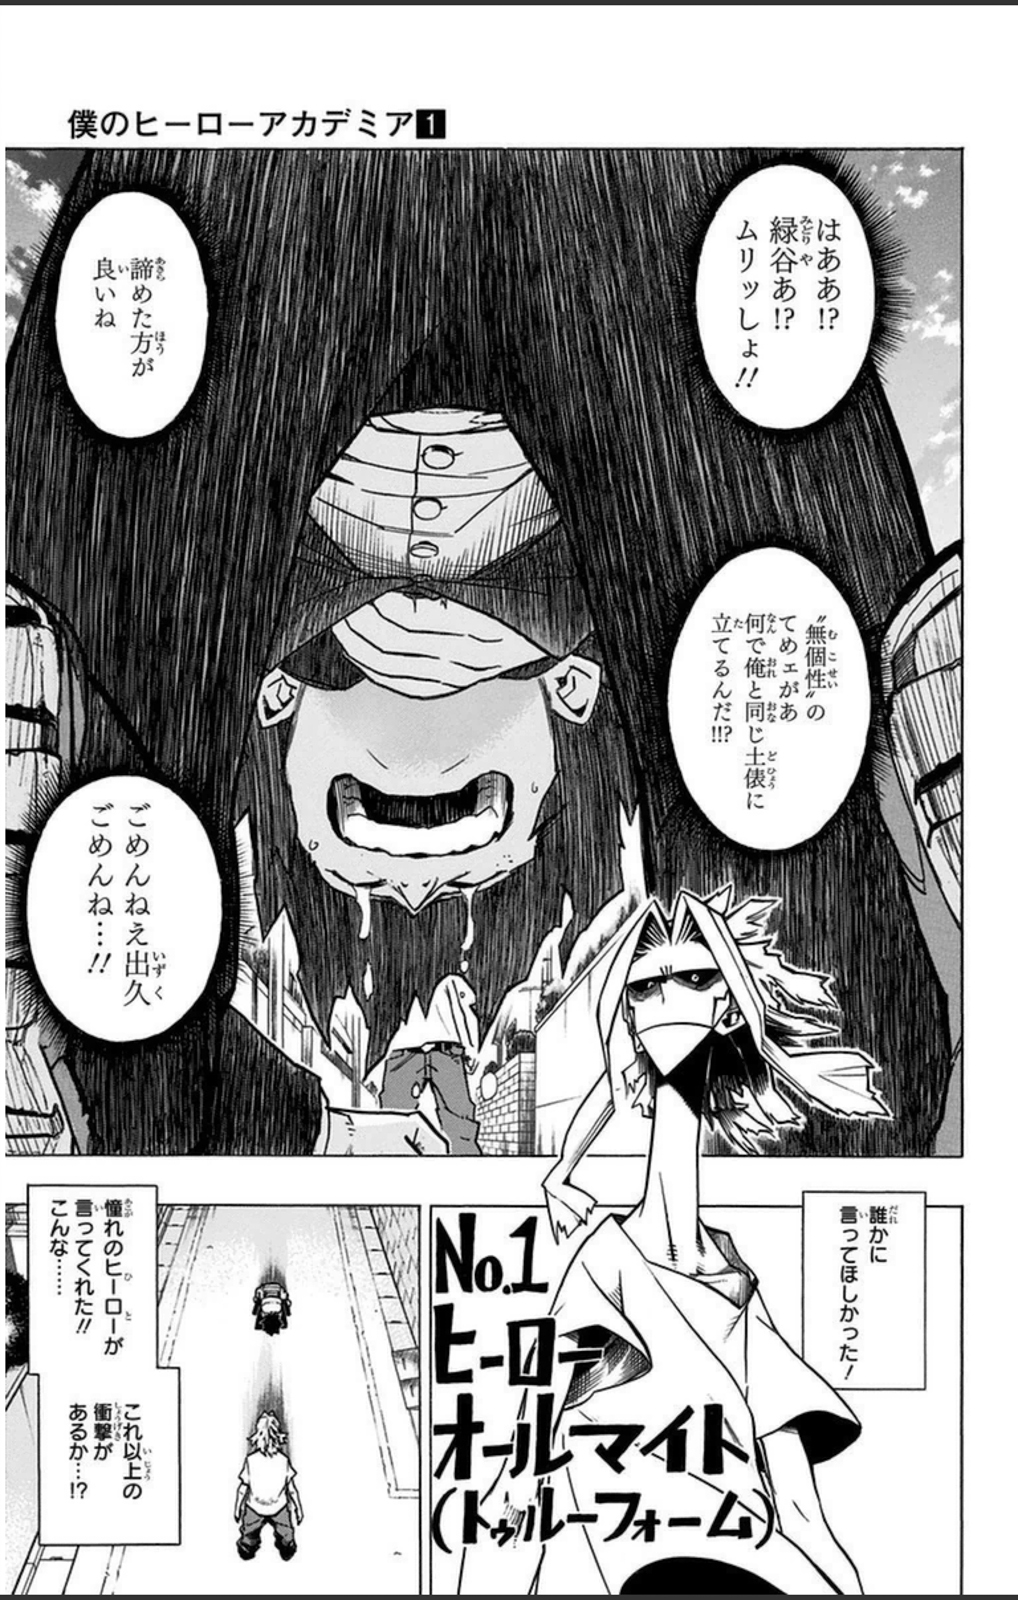 僕のヒーローアカデミア1
はああ!?
緑谷あ!?
ムリッしょ!!
諦めた方が
良いね
〝無個性〟の
てめェがあ
何で俺と同じ土俵に
立てるんだ!!?
ごめんねえ出久
ごめんね…!!
誰かに
言ってほしかった!
No.1
ヒーロー
オールマイト
(トゥルーフォーム)
憧れのヒーローが
言ってくれた!!
こんな……
これ以上の
衝撃が
あるか…!?